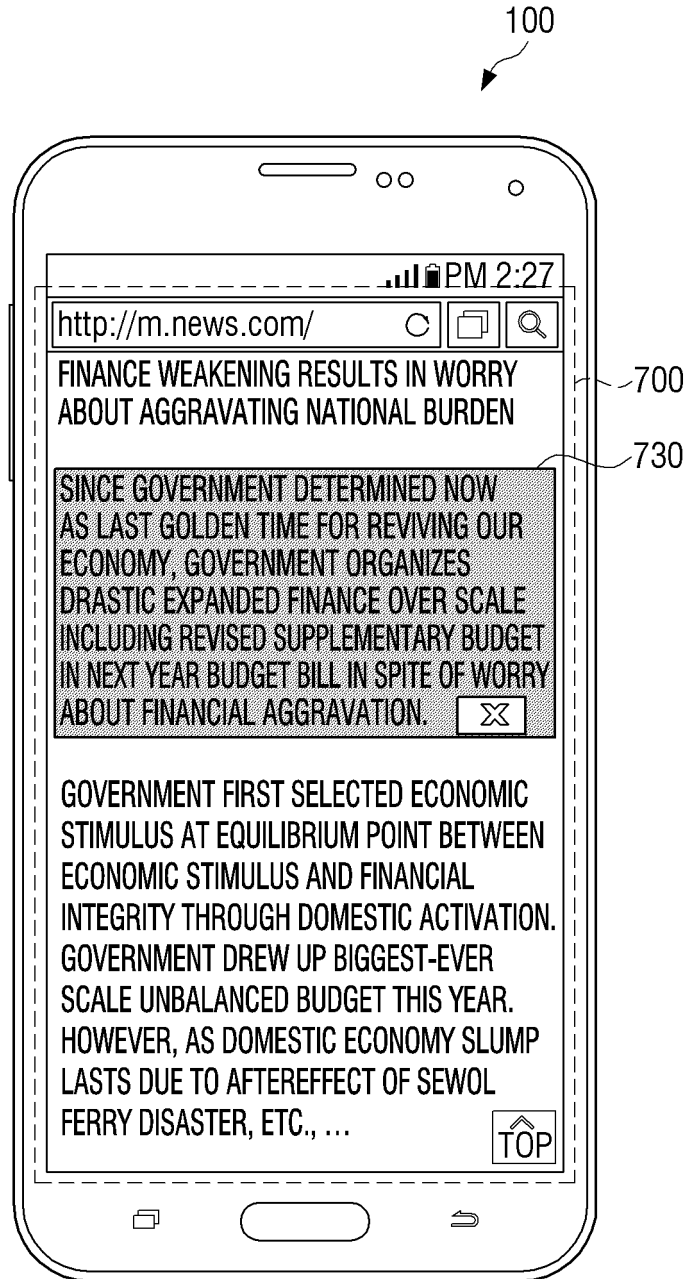 100
PM 2:27
http://m.news.com/
FINANCE WEAKENING RESULTS IN WORRY
ABOUT AGGRAVATING NATIONAL BURDEN
700
730
SINCE GOVERNMENT DETERMINED NOW
AS LAST GOLDEN TIME FOR REVIVING OUR
ECONOMY, GOVERNMENT ORGANIZES
DRASTIC EXPANDED FINANCE OVER SCALE
INCLUDING REVISED SUPPLEMENTARY BUDGET
IN NEXT YEAR BUDGET BILL IN SPITE OF WORRY
ABOUT FINANCIAL AGGRAVATION.
X
GOVERNMENT FIRST SELECTED ECONOMIC
STIMULUS AT EQUILIBRIUM POINT BETWEEN
ECONOMIC STIMULUS AND FINANCIAL
INTEGRITY THROUGH DOMESTIC ACTIVATION.
GOVERNMENT DREW UP BIGGEST-EVER
SCALE UNBALANCED BUDGET THIS YEAR.
HOWEVER, AS DOMESTIC ECONOMY SLUMP
LASTS DUE TO AFTEREFFECT OF SEWOL
FERRY DISASTER, ETC., ...
TOP